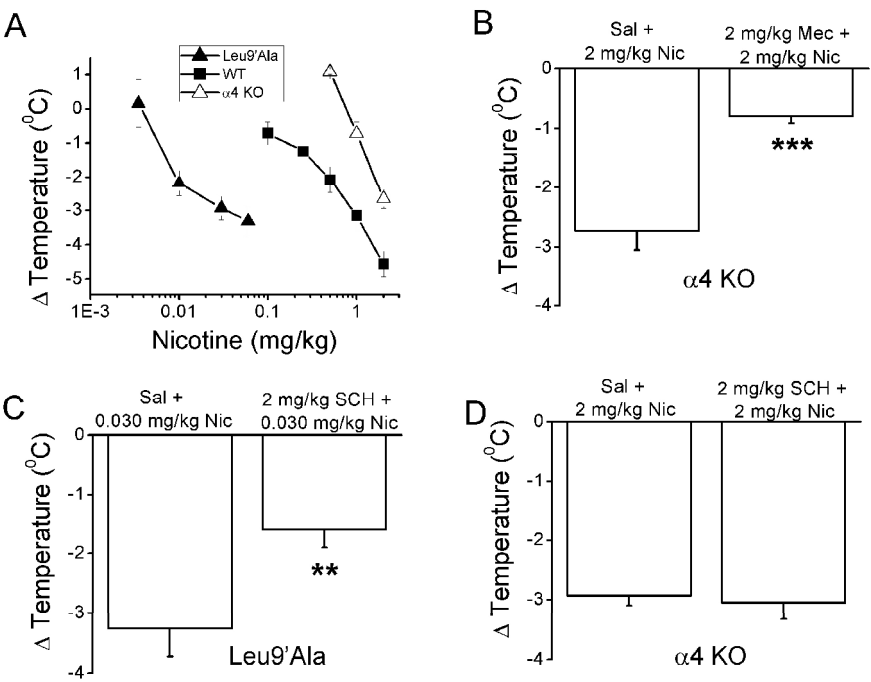 A
Leu9'Ala
WT
α4 KO
Δ Temperature (⁰C)
1
0
-1
-2
-3
-4
-5
1E-3
0.01
0.1
1
Nicotine (mg/kg)
B
Sal +
2 mg/kg Nic
2 mg/kg Mec +
2 mg/kg Nic
Δ Temperature (⁰C)
0
-1
-2
-3
-4
***
α4 KO
C
Sal +
0.030 mg/kg Nic
2 mg/kg SCH +
0.030 mg/kg Nic
Δ Temperature (⁰C)
0
-1
-2
-3
-4
**
Leu9'Ala
D
Sal +
2 mg/kg Nic
2 mg/kg SCH +
2 mg/kg Nic
Δ Temperature (⁰C)
0
-1
-2
-3
-4
α4 KO